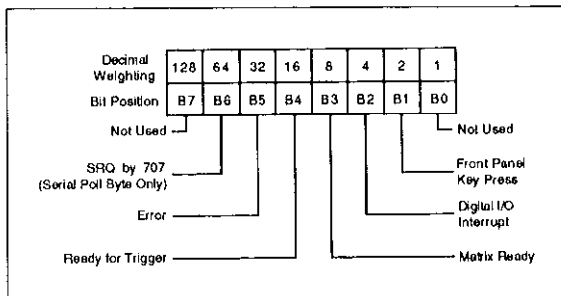 Decimal Weighting 128 64 32 16 8 4 2 1
Bit Position B7 B6 B5 B4 B3 B2 B1 B0
Not Used
Not Used
SRQ by 707
(Serial Poll Byte Only)
Front Panel
Key Press
Error
Digital I/O
Interrupt
Ready for Trigger
Matrix Ready